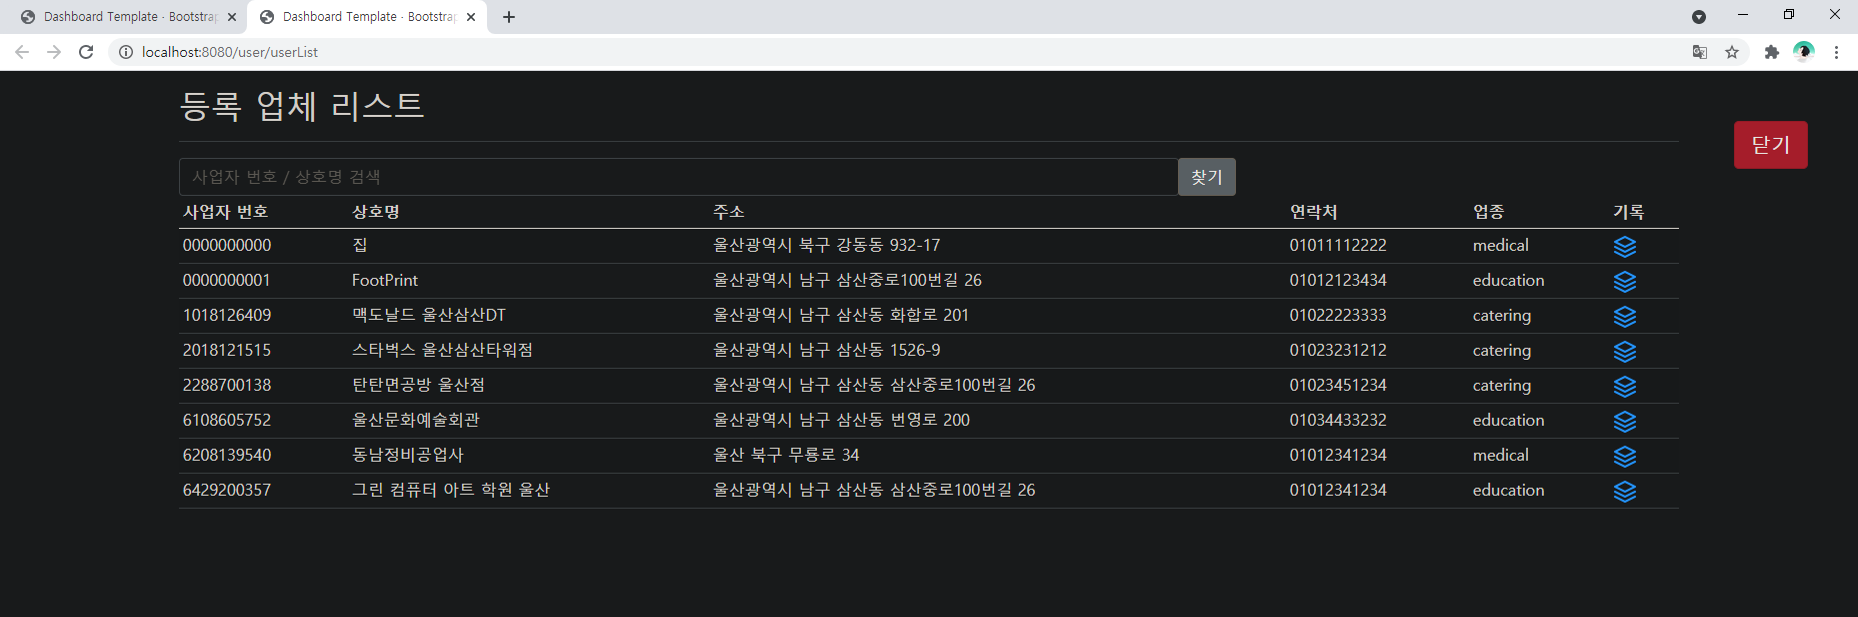 Dashboard Template · Bootstrap
Dashboard Template · Bootstrap
localhost:8080/user/userList
등록 업체 리스트
닫기
사업자 번호 / 상호명 검색 찾기
사업자 번호 상호명 주소 연락처 업종 기록
0000000000 집 울산광역시 북구 강동동 932-17 01011112222 medical
0000000001 FootPrint 울산광역시 남구 삼산중로100번길 26 01012123434 education
1018126409 맥도날드 울산삼산DT 울산광역시 남구 삼산동 화합로 201 01022223333 catering
2018121515 스타벅스 울산삼산타워점 울산광역시 남구 삼산동 1526-9 01023231212 catering
2288700138 탄탄면공방 울산점 울산광역시 남구 삼산동 삼산중로100번길 26 01023451234 catering
6108605752 울산문화예술회관 울산광역시 남구 삼산동 번영로 200 01034433232 education
6208139540 동남정비공업사 울산 북구 무룡로 34 01012341234 medical
6429200357 그린 컴퓨터 아트 학원 울산 울산광역시 남구 삼산동 삼산중로100번길 26 01012341234 education